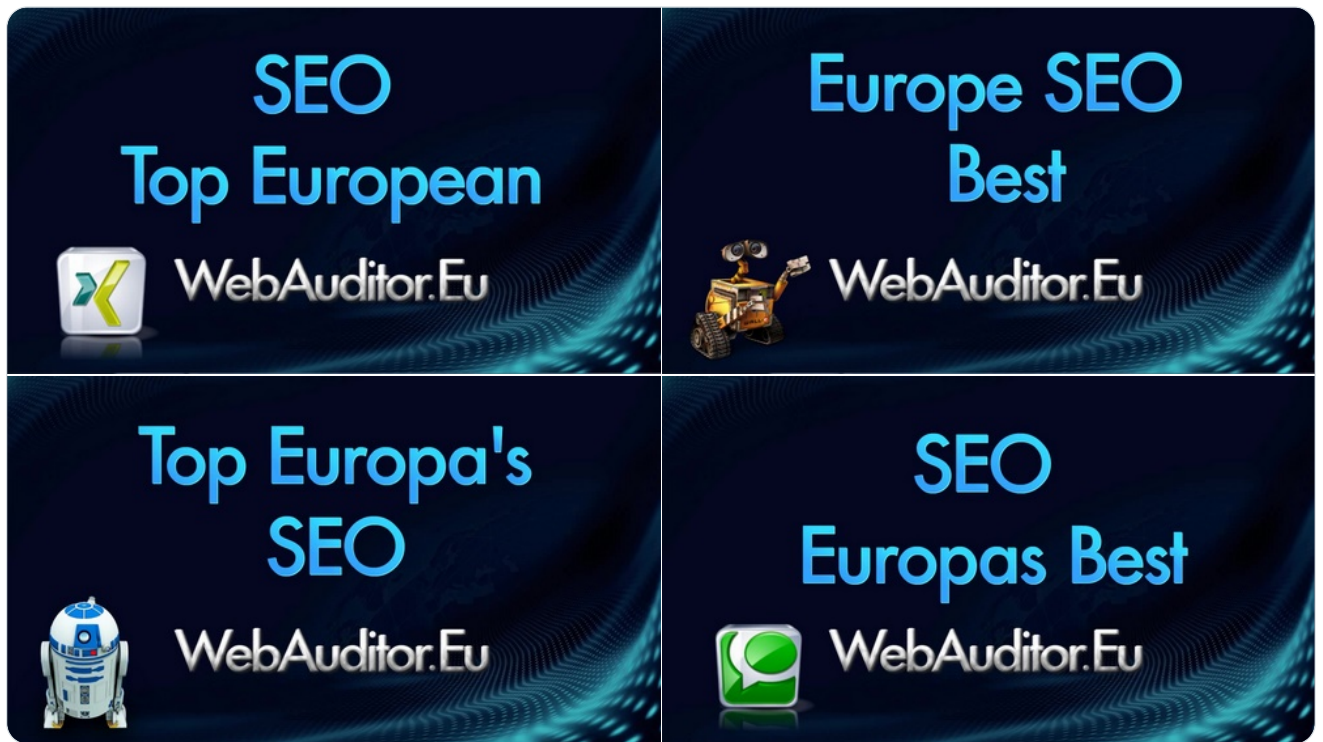 SEO
Top European
WebAuditor.Eu
Europe SEO
Best
WebAuditor.Eu
Top Europa's
SEO
WebAuditor.Eu
SEO
Europas Best
WebAuditor.Eu